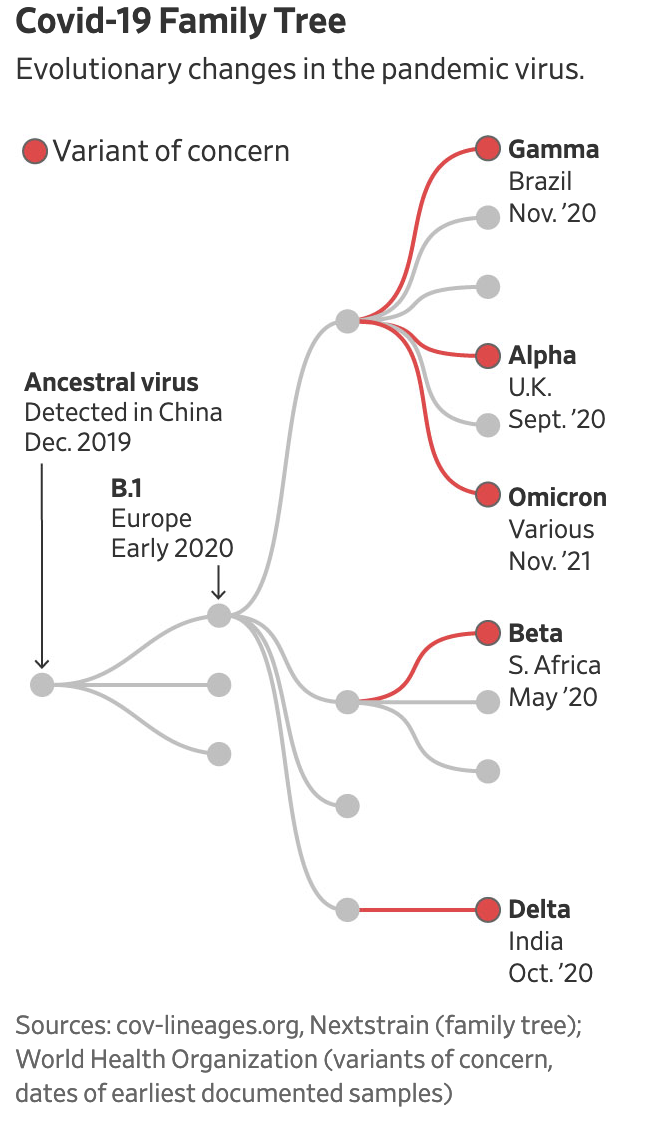 Covid-19 Family Tree
Evolutionary changes in the pandemic virus.
Variant of concern
Gamma
Brazil
Nov. ’20
Alpha
U.K.
Sept. ’20
Ancestral virus
Detected in China
Dec. 2019
B.1
Europe
Early 2020
Omicron
Various
Nov. ’21
Beta
S. Africa
May ’20
Delta
India
Oct. ’20
Sources: cov-lineages.org, Nextstrain (family tree);
World Health Organization (variants of concern,
dates of earliest documented samples)